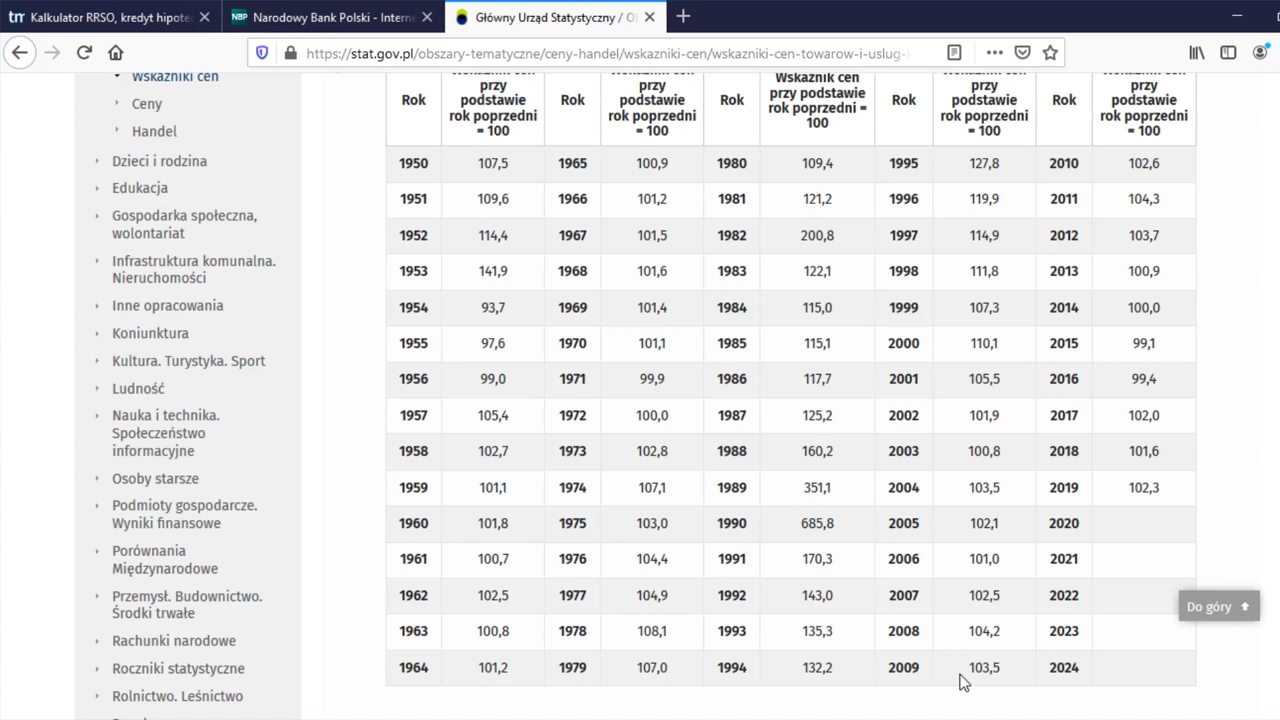 Kalkulator RRSO, kredyt hipote
NBP Narodowy Bank Polski - Intern
Główny Urząd Statystyczny / O
https://stat.gov.pl/obszary-tematyczne/ceny-handel/wskazniki-cen/wskazniki-cen-towarow-i-uslug-
Wskaźniki cen
Ceny
Handel
Dzieci i rodzina
Edukacja
Gospodarka społeczna,
wolontariat
Infrastruktura komunalna.
Nieruchomości
Inne opracowania
Koniunktura
Kultura. Turystyka. Sport
Ludność
Nauka i technika.
Społeczeństwo
informacyjne
Osoby starsze
Podmioty gospodarcze.
Wyniki finansowe
Porównania
Międzynarodowe
Przemysł. Budownictwo.
Środki trwałe
Rachunki narodowe
Roczniki statystyczne
Rolnictwo. Leśnictwo
Rok Wskaźnik cen przy podstawie rok poprzedni = 100 Rok Wskaźnik cen przy podstawie rok poprzedni = 100 Rok Wskaźnik cen przy podstawie rok poprzedni = 100 Rok Wskaźnik cen przy podstawie rok poprzedni = 100 Rok Wskaźnik cen przy podstawie rok poprzedni = 100
1950 107,5 1965 100,9 1980 109,4 1995 127,8 2010 102,6
1951 109,6 1966 101,2 1981 121,2 1996 119,9 2011 104,3
1952 114,4 1967 101,5 1982 200,8 1997 114,9 2012 103,7
1953 141,9 1968 101,6 1983 122,1 1998 111,8 2013 100,9
1954 93,7 1969 101,4 1984 115,0 1999 107,3 2014 100,0
1955 97,6 1970 101,1 1985 115,1 2000 110,1 2015 99,1
1956 99,0 1971 99,9 1986 117,7 2001 105,5 2016 99,4
1957 105,4 1972 100,0 1987 125,2 2002 101,9 2017 102,0
1958 102,7 1973 102,8 1988 160,2 2003 100,8 2018 101,6
1959 101,1 1974 107,1 1989 351,1 2004 103,5 2019 102,3
1960 101,8 1975 103,0 1990 685,8 2005 102,1 2020
1961 100,7 1976 104,4 1991 170,3 2006 101,0 2021
1962 102,5 1977 104,9 1992 143,0 2007 102,5 2022
1963 100,8 1978 108,1 1993 135,3 2008 104,2 2023
1964 101,2 1979 107,0 1994 132,2 2009 103,5 2024
Do góry